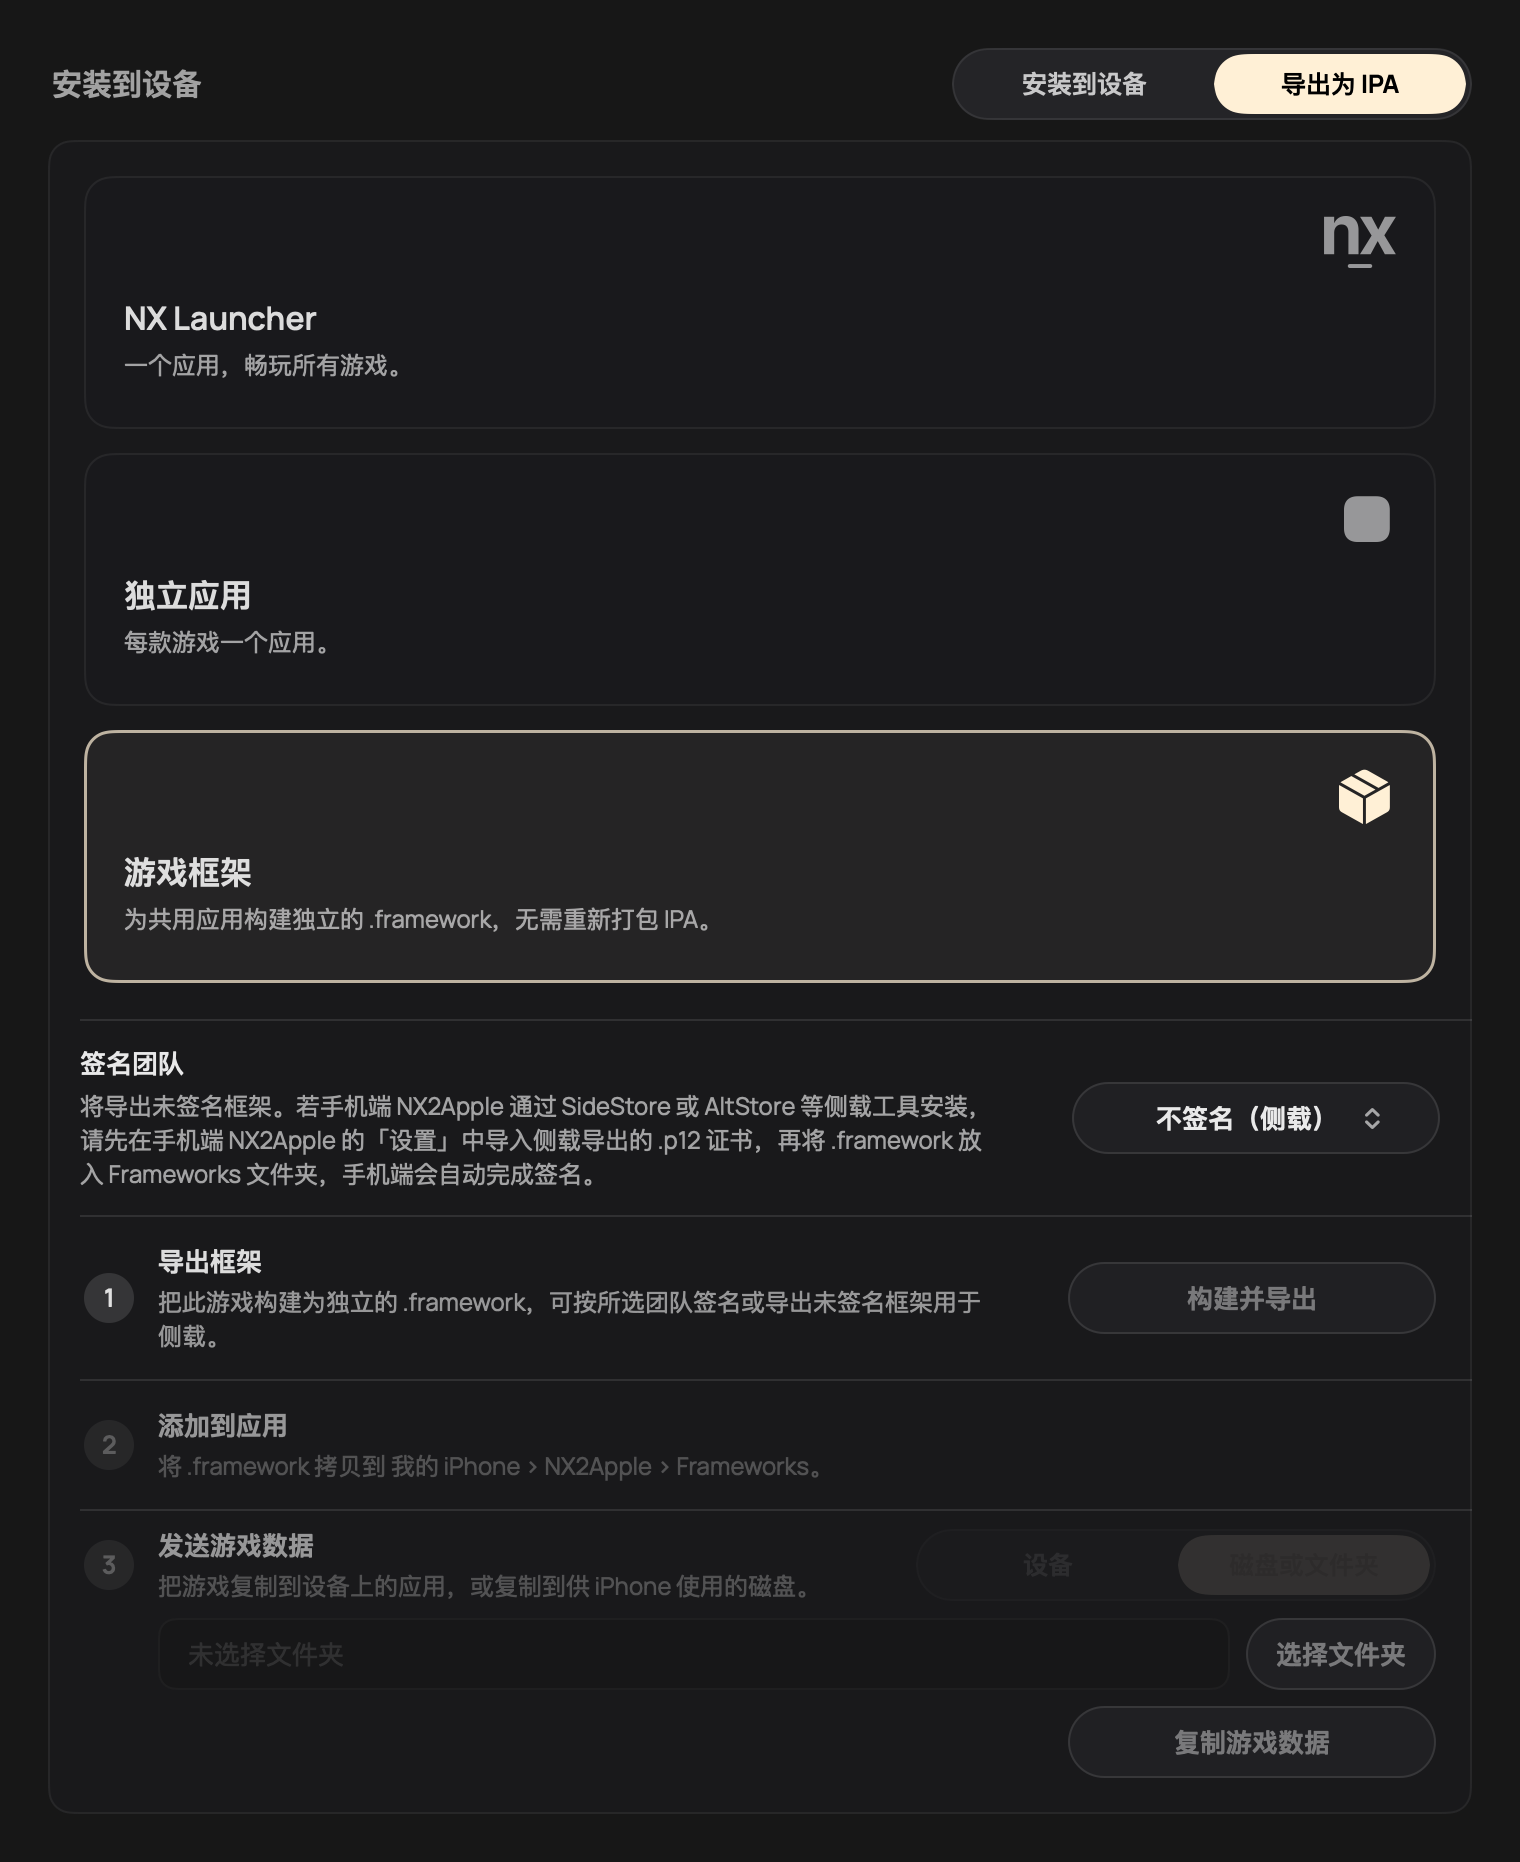 安装到设备
安装到设备
导出为 IPA
nx
NX Launcher
一个应用，畅玩所有游戏。
独立应用
每款游戏一个应用。
游戏框架
为共用应用构建独立的 .framework，无需重新打包 IPA。
签名团队
将导出未签名框架。若手机端 NX2Apple 通过 SideStore 或 AltStore 等侧载工具安装，
请先在手机端 NX2Apple 的「设置」中导入侧载导出的 .p12 证书，再将 .framework 放
入 Frameworks 文件夹，手机端会自动完成签名。
不签名（侧载）
1
导出框架
把此游戏构建为独立的 .framework，可按所选团队签名或导出未签名框架用于
侧载。
构建并导出
2
添加到应用
将 .framework 拷贝到 我的 iPhone › NX2Apple › Frameworks。
3
发送游戏数据
把游戏复制到设备上的应用，或复制到供 iPhone 使用的磁盘。
设备
磁盘或文件夹
未选择文件夹
选择文件夹
复制游戏数据